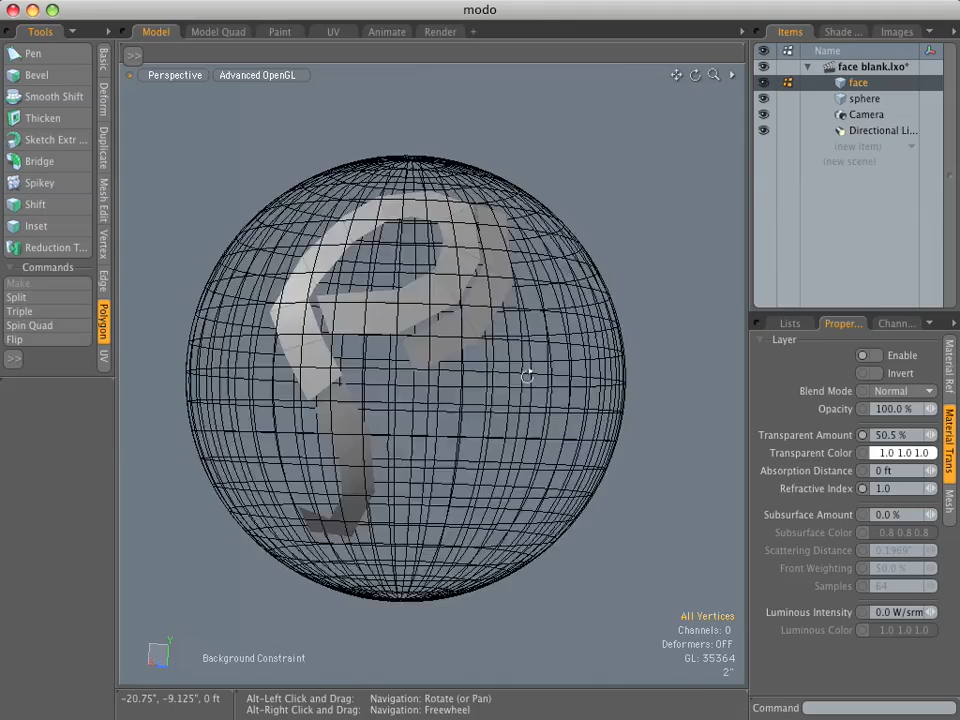 modo
Tools
Model
Model Quad
Paint
UV
Animate
Render
+
Items
Shade ...
Images
Pen
Bevel
Smooth Shift
Thicken
Sketch Extr ...
Bridge
Spikey
Shift
Inset
Reduction T...
Commands
Make
Split
Triple
Spin Quad
Flip
>>
Basic
Deform
Duplicate
Mesh Edit
Vertex
Edge
Polygon
UV
>>
Perspective
Advanced OpenGL
Name
face blank.lxo*
face
sphere
Camera
Directional Li...
(new item)
(new scene)
Lists
Proper...
Chann...
Layer
Enable
Invert
Blend Mode Normal
Opacity 100.0 %
Transparent Amount 50.5 %
Transparent Color 1.0 1.0 1.0
Absorption Distance 0 ft
Refractive Index 1.0
Subsurface Amount 0.0 %
Subsurface Color 0.8 0.8 0.8
Scattering Distance 0.1969"
Front Weighting 50.0 %
Samples 64
Luminous Intensity 0.0 W/srm
Luminous Color 1.0 1.0 1.0
Material Ref
Material Trans
Mesh
All Vertices
Channels: 0
Deformers: OFF
GL: 35364
2"
Y
Background Constraint
-20.75", -9.125", 0 ft
Alt-Left Click and Drag: Navigation: Rotate (or Pan)
Alt-Right Click and Drag: Navigation: Freewheel
Command